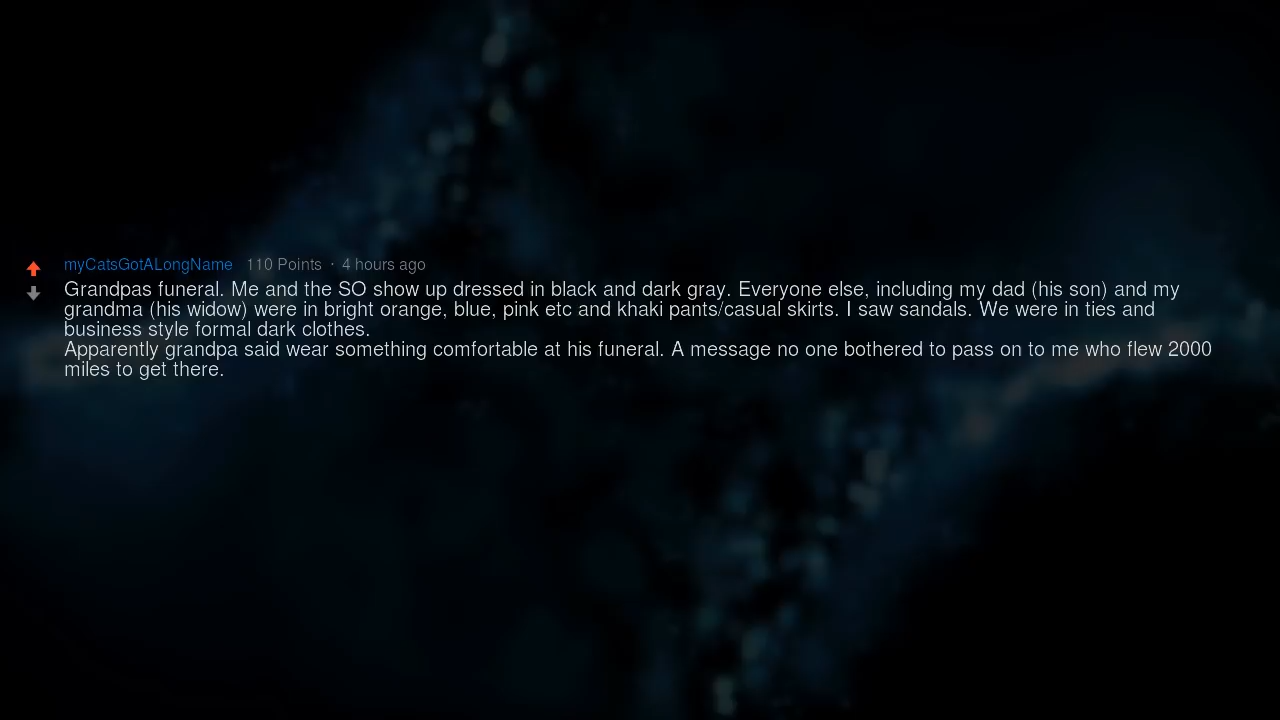 myCatsGotALongName 110 Points · 4 hours ago
Grandpas funeral. Me and the SO show up dressed in black and dark gray. Everyone else, including my dad (his son) and my
grandma (his widow) were in bright orange, blue, pink etc and khaki pants/casual skirts. I saw sandals. We were in ties and
business style formal dark clothes.
Apparently grandpa said wear something comfortable at his funeral. A message no one bothered to pass on to me who flew 2000
miles to get there.